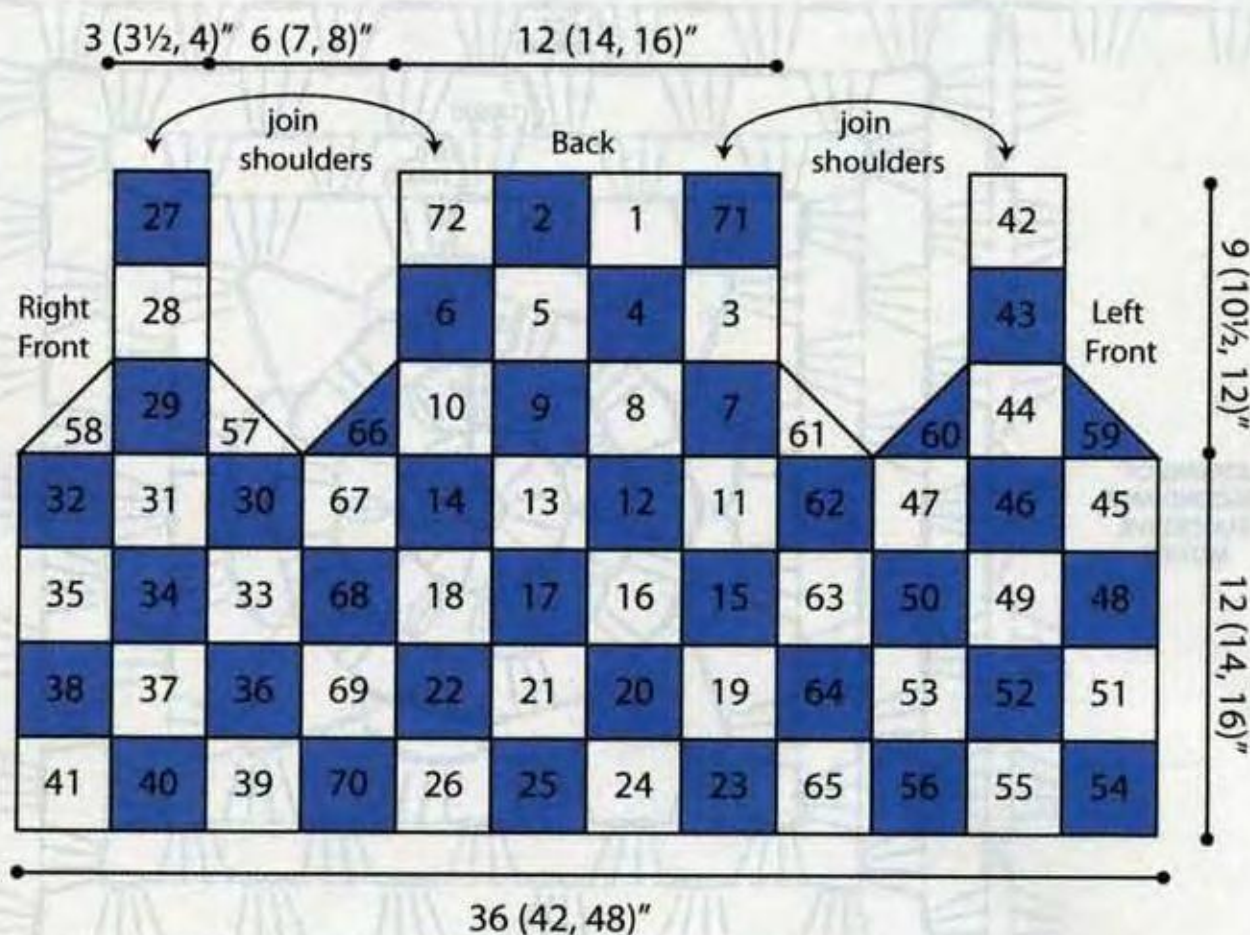 3 (3½, 4)” 6 (7, 8)” 12 (14, 16)”
join
shoulders
Back
join
shoulders
27 72 2 1 71 42
Right
Front
28 6 5 4 3 43
Left
Front
58 29 57 66 10 9 8 7 61 60 44 59
32 31 30 67 14 13 12 11 62 47 46 45
35 34 33 68 18 17 16 15 63 50 49 48
38 37 36 69 22 21 20 19 64 53 52 51
41 40 39 70 26 25 24 23 65 56 55 54
9 (10½, 12)”
12 (14, 16)”
36 (42, 48)”